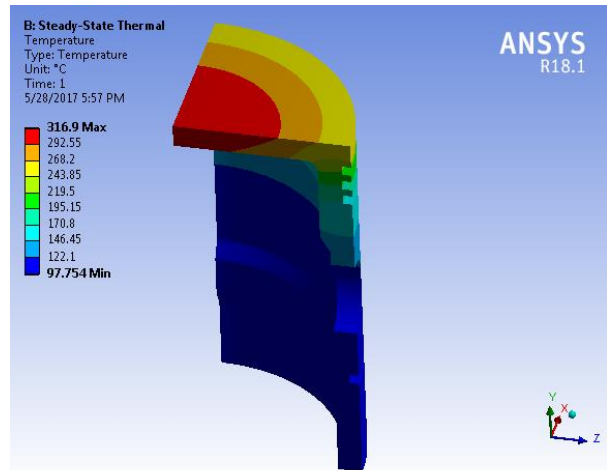 B: Steady-State Thermal
Temperature
Type: Temperature
Unit: °C
Time: 1
5/28/2017 5:57 PM
316.9 Max
292.55
268.2
243.85
219.5
195.15
170.8
146.45
122.1
97.754 Min
ANSYS
R18.1
Y
X
Z